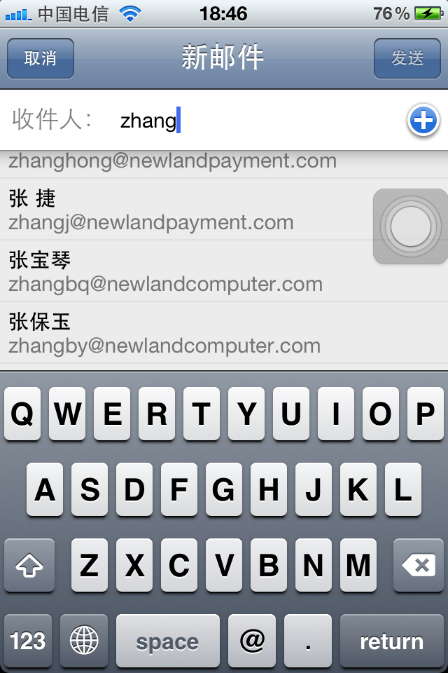 中国电信 18:46 76%
取消 新邮件 发送
收件人： zhang
zhanghong@newlandpayment.com
张 捷
zhangj@newlandpayment.com
张宝琴
zhangbq@newlandcomputer.com
张保玉
zhangby@newlandcomputer.com
Q W E R T Y U I O P
A S D F G H J K L
Z X C V B N M
123 space @ . return